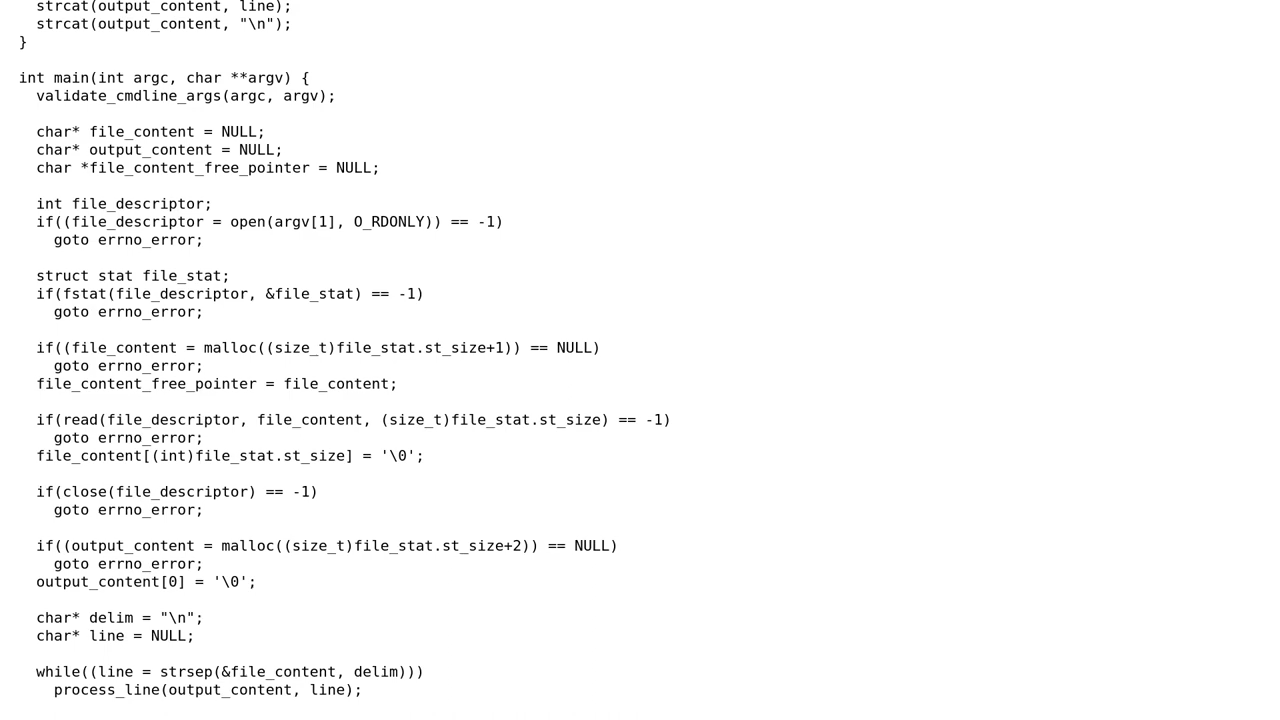 strcat(output_content, line);
strcat(output_content, "\n");
}
int main(int argc, char **argv) {
validate_cmdline_args(argc, argv);
char* file_content = NULL;
char* output_content = NULL;
char *file_content_free_pointer = NULL;
int file_descriptor;
if((file_descriptor = open(argv[1], O_RDONLY)) == -1)
goto errno_error;
struct stat file_stat;
if(fstat(file_descriptor, &file_stat) == -1)
goto errno_error;
if((file_content = malloc((size_t)file_stat.st_size+1)) == NULL)
goto errno_error;
file_content_free_pointer = file_content;
if(read(file_descriptor, file_content, (size_t)file_stat.st_size) == -1)
goto errno_error;
file_content[(int)file_stat.st_size] = '\0';
if(close(file_descriptor) == -1)
goto errno_error;
if((output_content = malloc((size_t)file_stat.st_size+2)) == NULL)
goto errno_error;
output_content[0] = '\0';
char* delim = "\n";
char* line = NULL;
while((line = strsep(&file_content, delim)))
process_line(output_content, line);